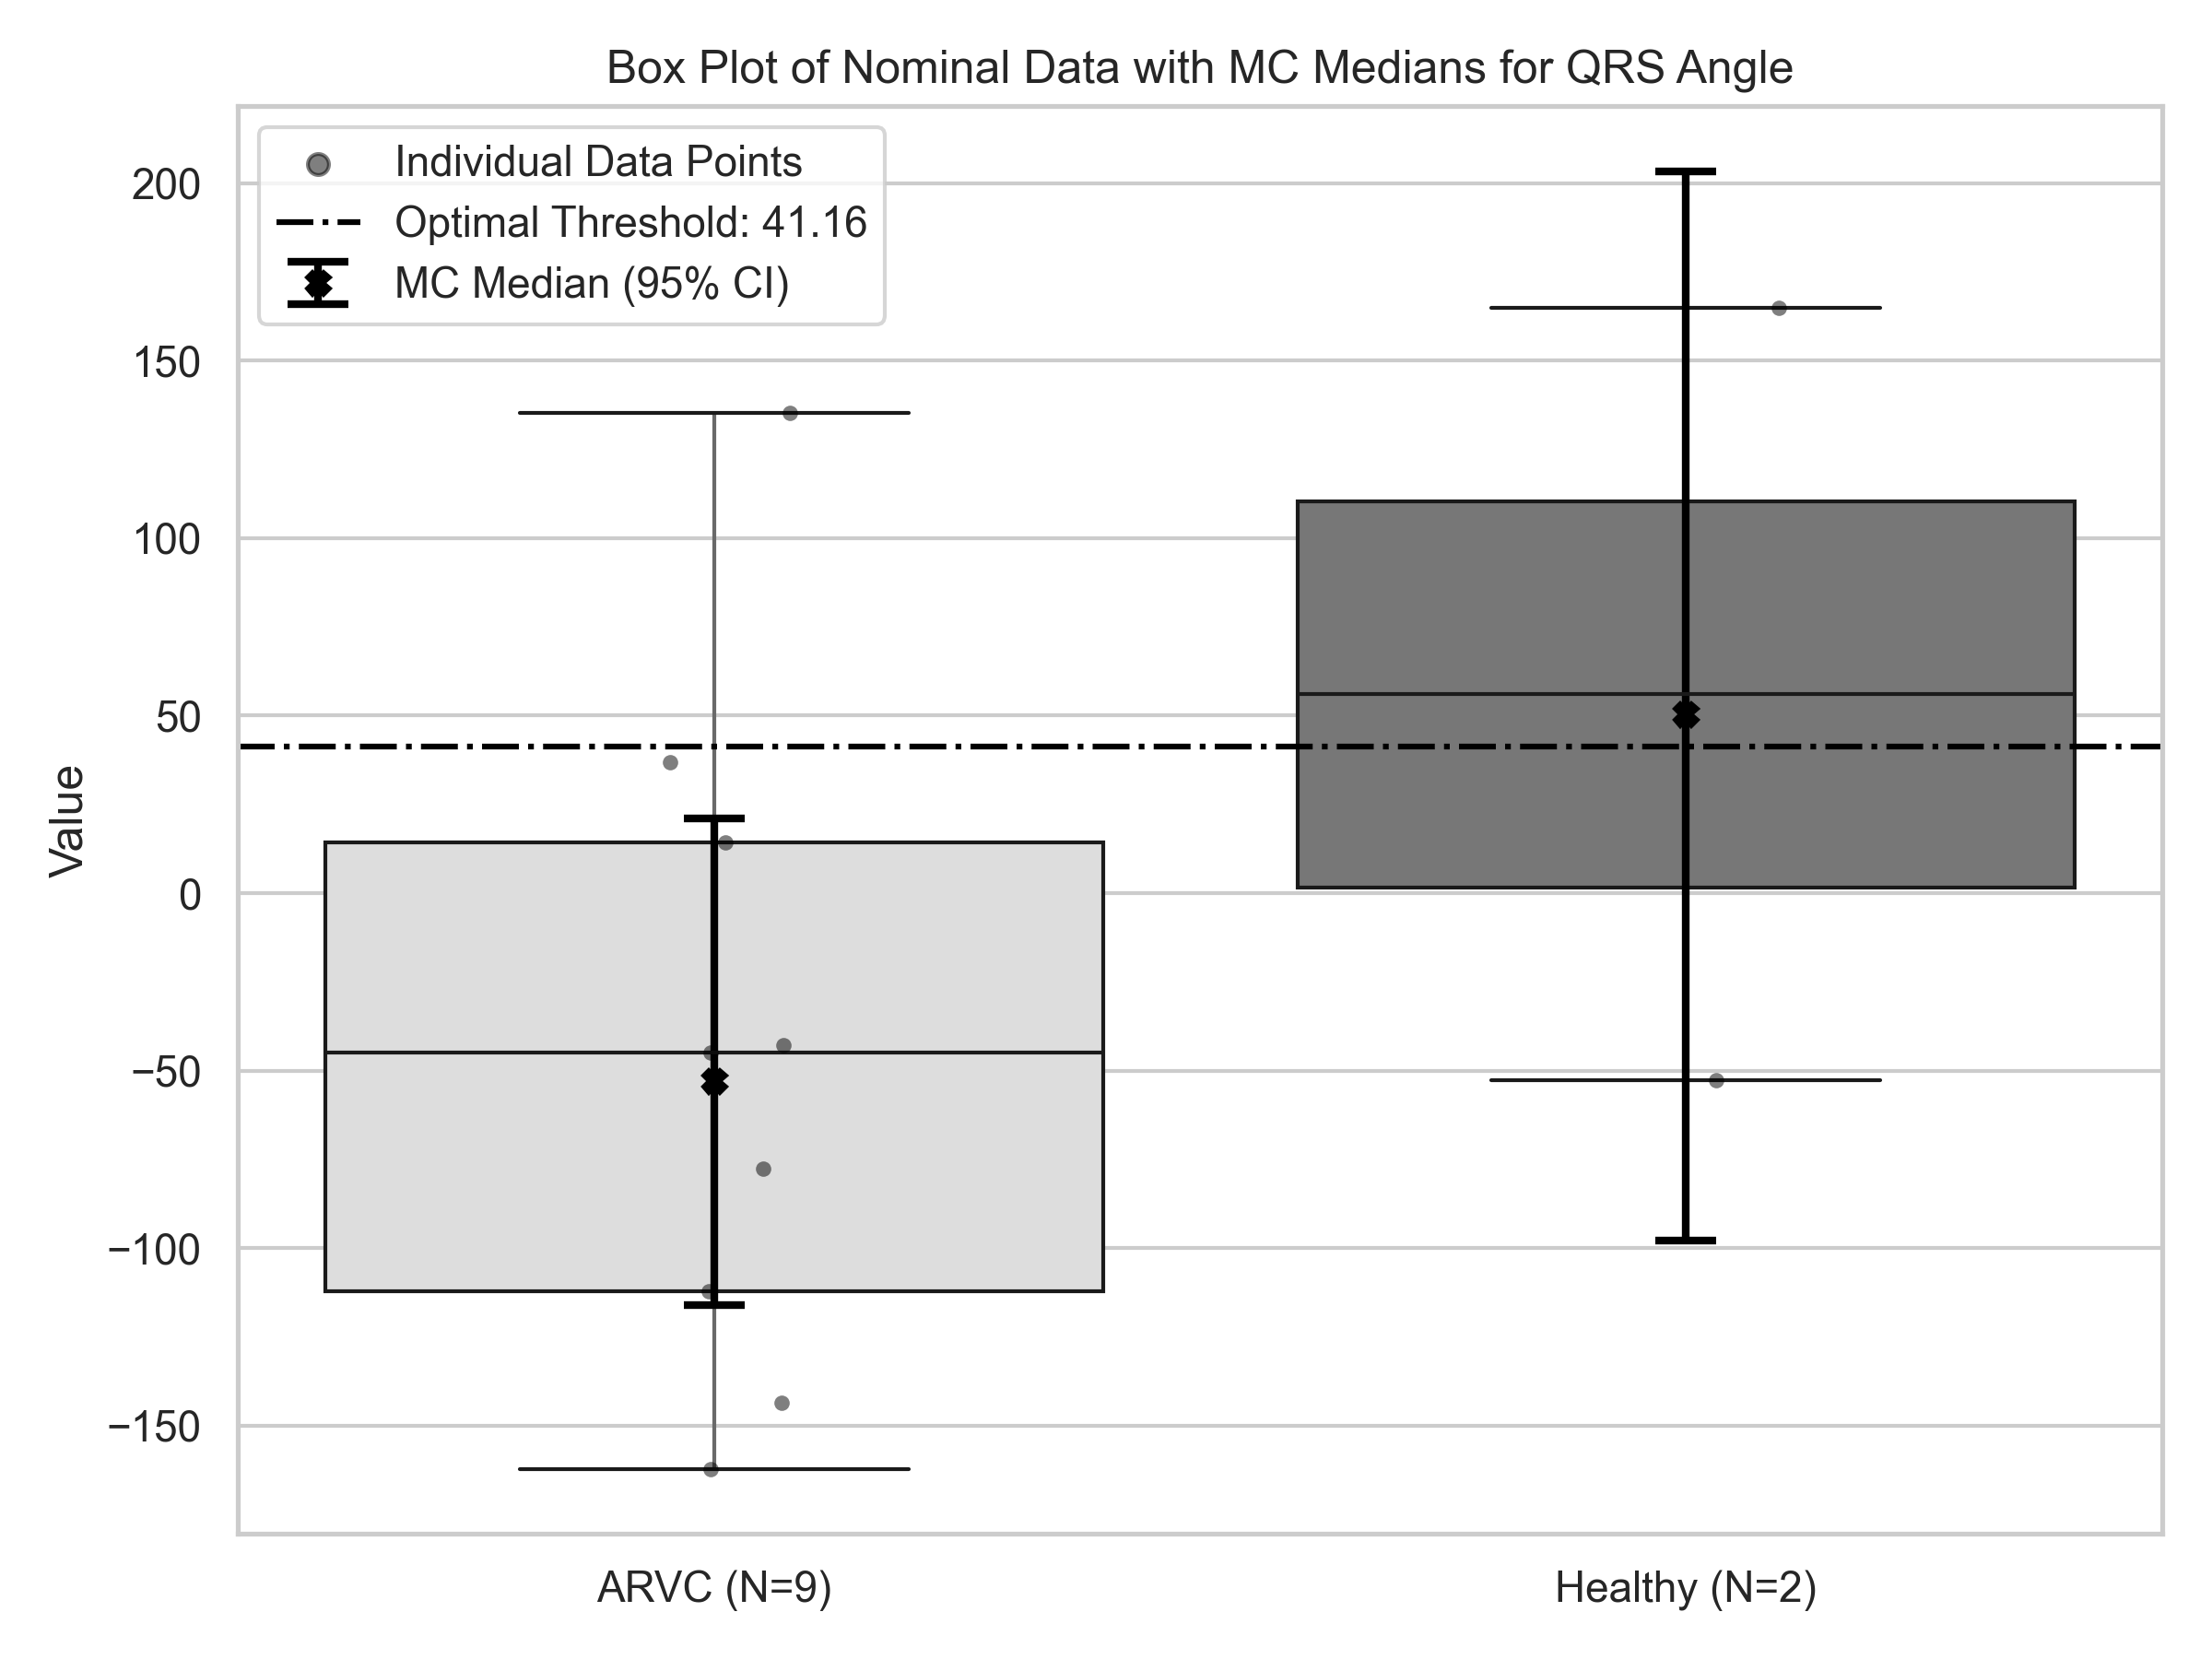 Box Plot of Nominal Data with MC Medians for QRS Angle
Individual Data Points
Optimal Threshold: 41.16
MC Median (95% CI)
Value
200
150
100
50
0
−50
−100
−150
ARVC (N=9)
Healthy (N=2)